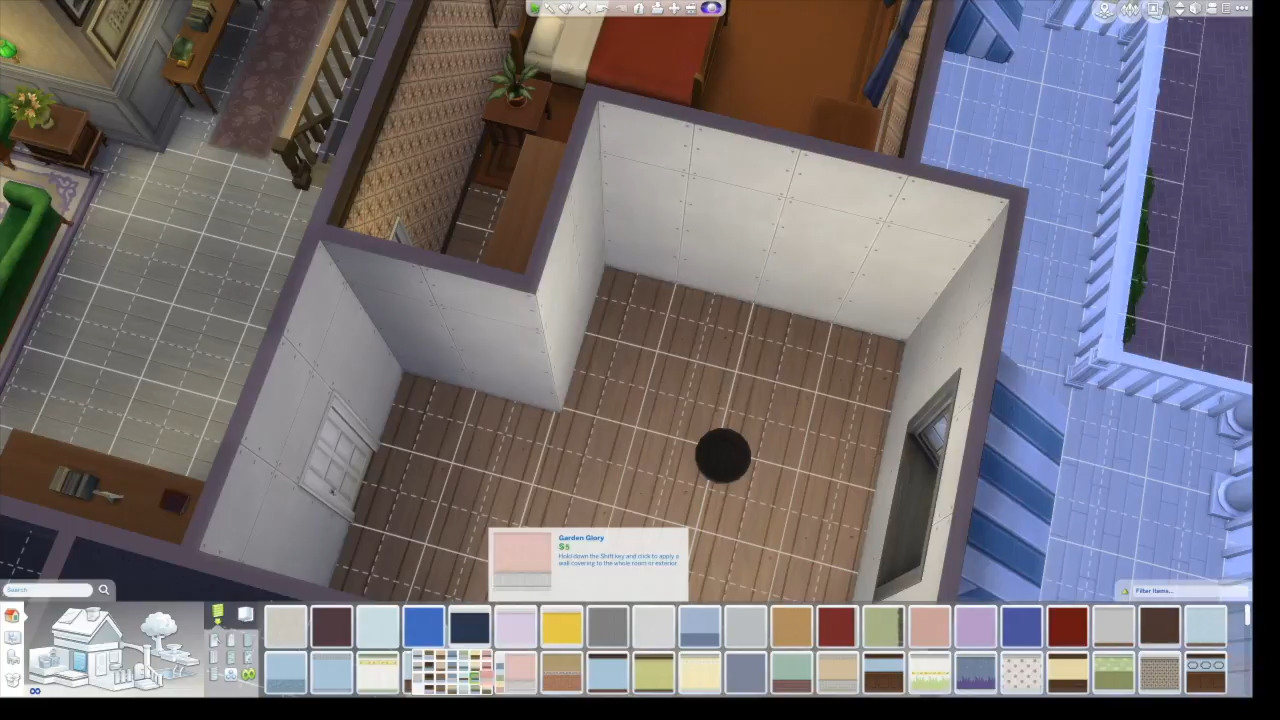 Garden Glory
$5
Hold down the Shift key and click to apply a
wall covering to the whole room or exterior.
Search
Filter Items...